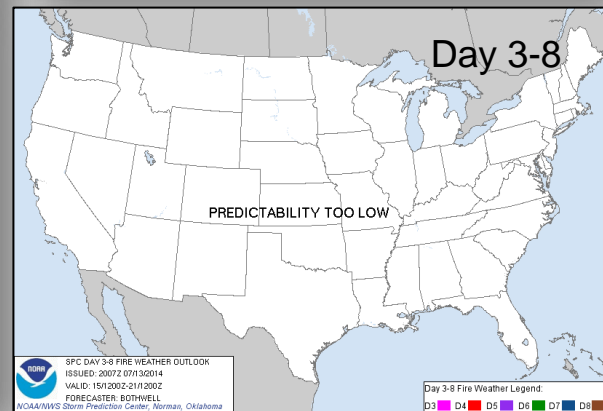 Day 3-8
PREDICTABILITY TOO LOW
NOAA
SPC DAY 3-8 FIRE WEATHER OUTLOOK
ISSUED: 2007Z 07/13/2014
VALID: 15/1200Z-21/1200Z
FORECASTER: BOTHWELL
NOAA/NWS Storm Prediction Center, Norman, Oklahoma
Day 3-8 Fire Weather Legend:
D3 D4 D5 D6 D7 D8